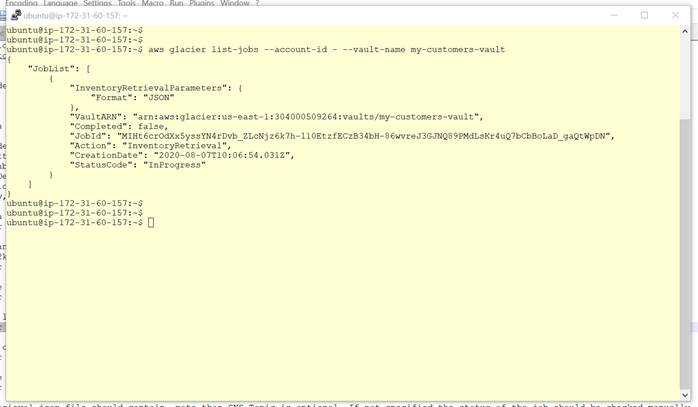 Encoding Language Settings Tools Macro Run Plugins Window ?
ubuntu@ip-172-31-60-157: ~
ubuntu@ip-172-31-60-157:~$
ubuntu@ip-172-31-60-157:~$
ubuntu@ip-172-31-60-157:~$ aws glacier list-jobs --account-id - --vault-name my-customers-vault
{
    "JobList": [
        {
            "InventoryRetrievalParameters": {
                "Format": "JSON"
            },
            "VaultARN": "arn:aws:glacier:us-east-1:304000509264:vaults/my-customers-vault",
            "Completed": false,
            "JobId": "MIHt6crOdXx5yssYN4rDvb_ZLcNjz6k7h-l10EtzfECzB34bH-86wvreJ3GJNQ89PMdLsKr4uQ7bCbBoLaD_gaQtWpDN",
            "Action": "InventoryRetrieval",
            "CreationDate": "2020-08-07T10:06:54.031Z",
            "StatusCode": "InProgress"
        }
    ]
}
ubuntu@ip-172-31-60-157:~$
ubuntu@ip-172-31-60-157:~$
ubuntu@ip-172-31-60-157:~$